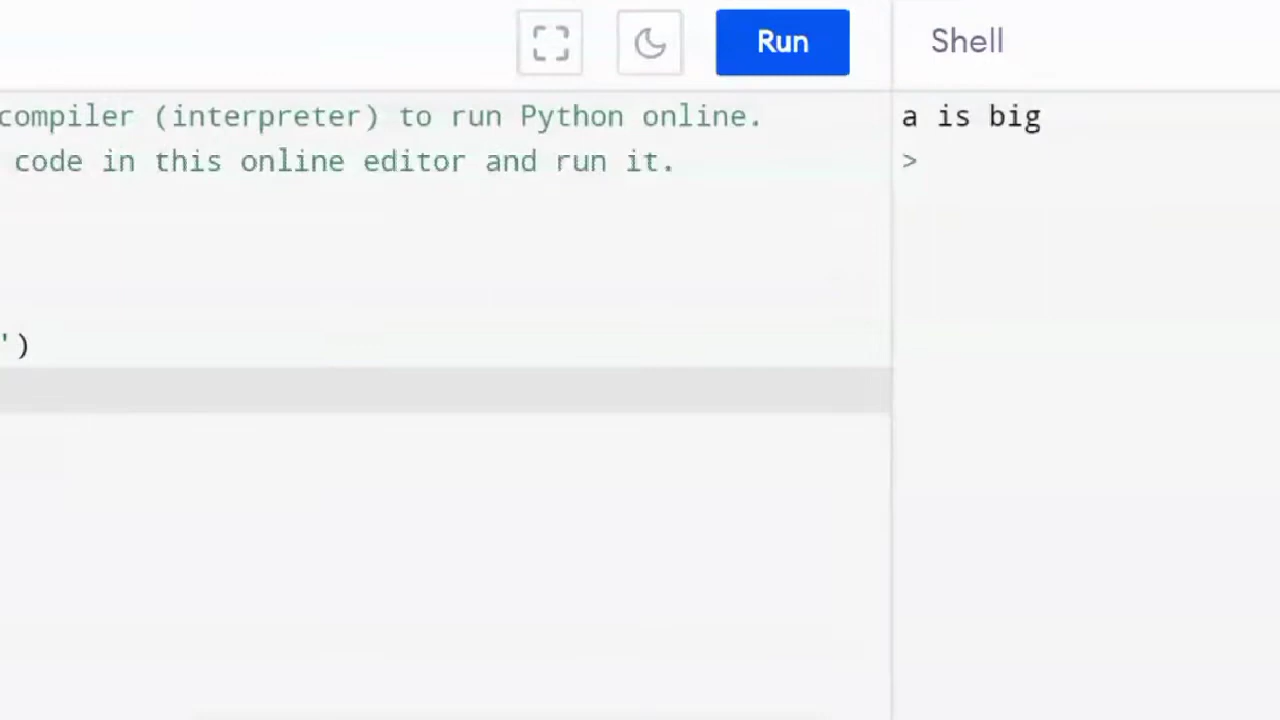 Run
Shell
compiler (interpreter) to run Python online.
code in this online editor and run it.
')
a is big
>